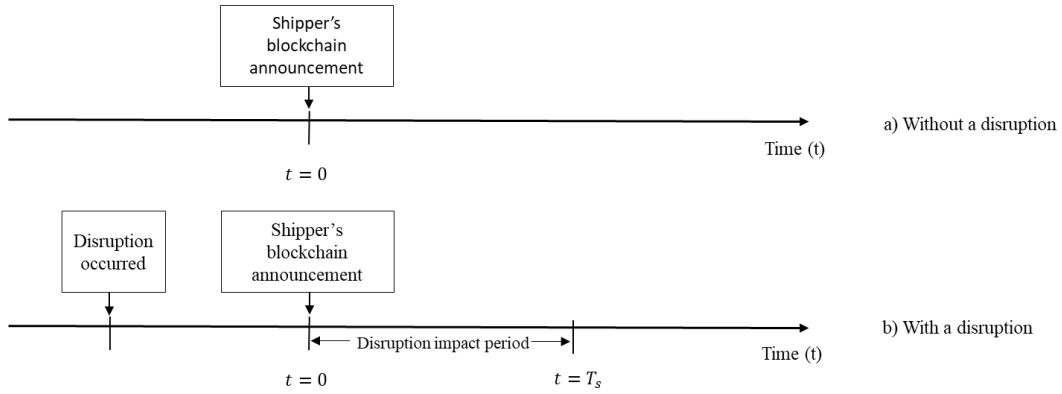 Shipper's
blockchain
announcement
a) Without a disruption
Time (t)
t = 0
Disruption
occurred
Shipper's
blockchain
announcement
b) With a disruption
Disruption impact period
Time (t)
t = 0
t = Tₛ